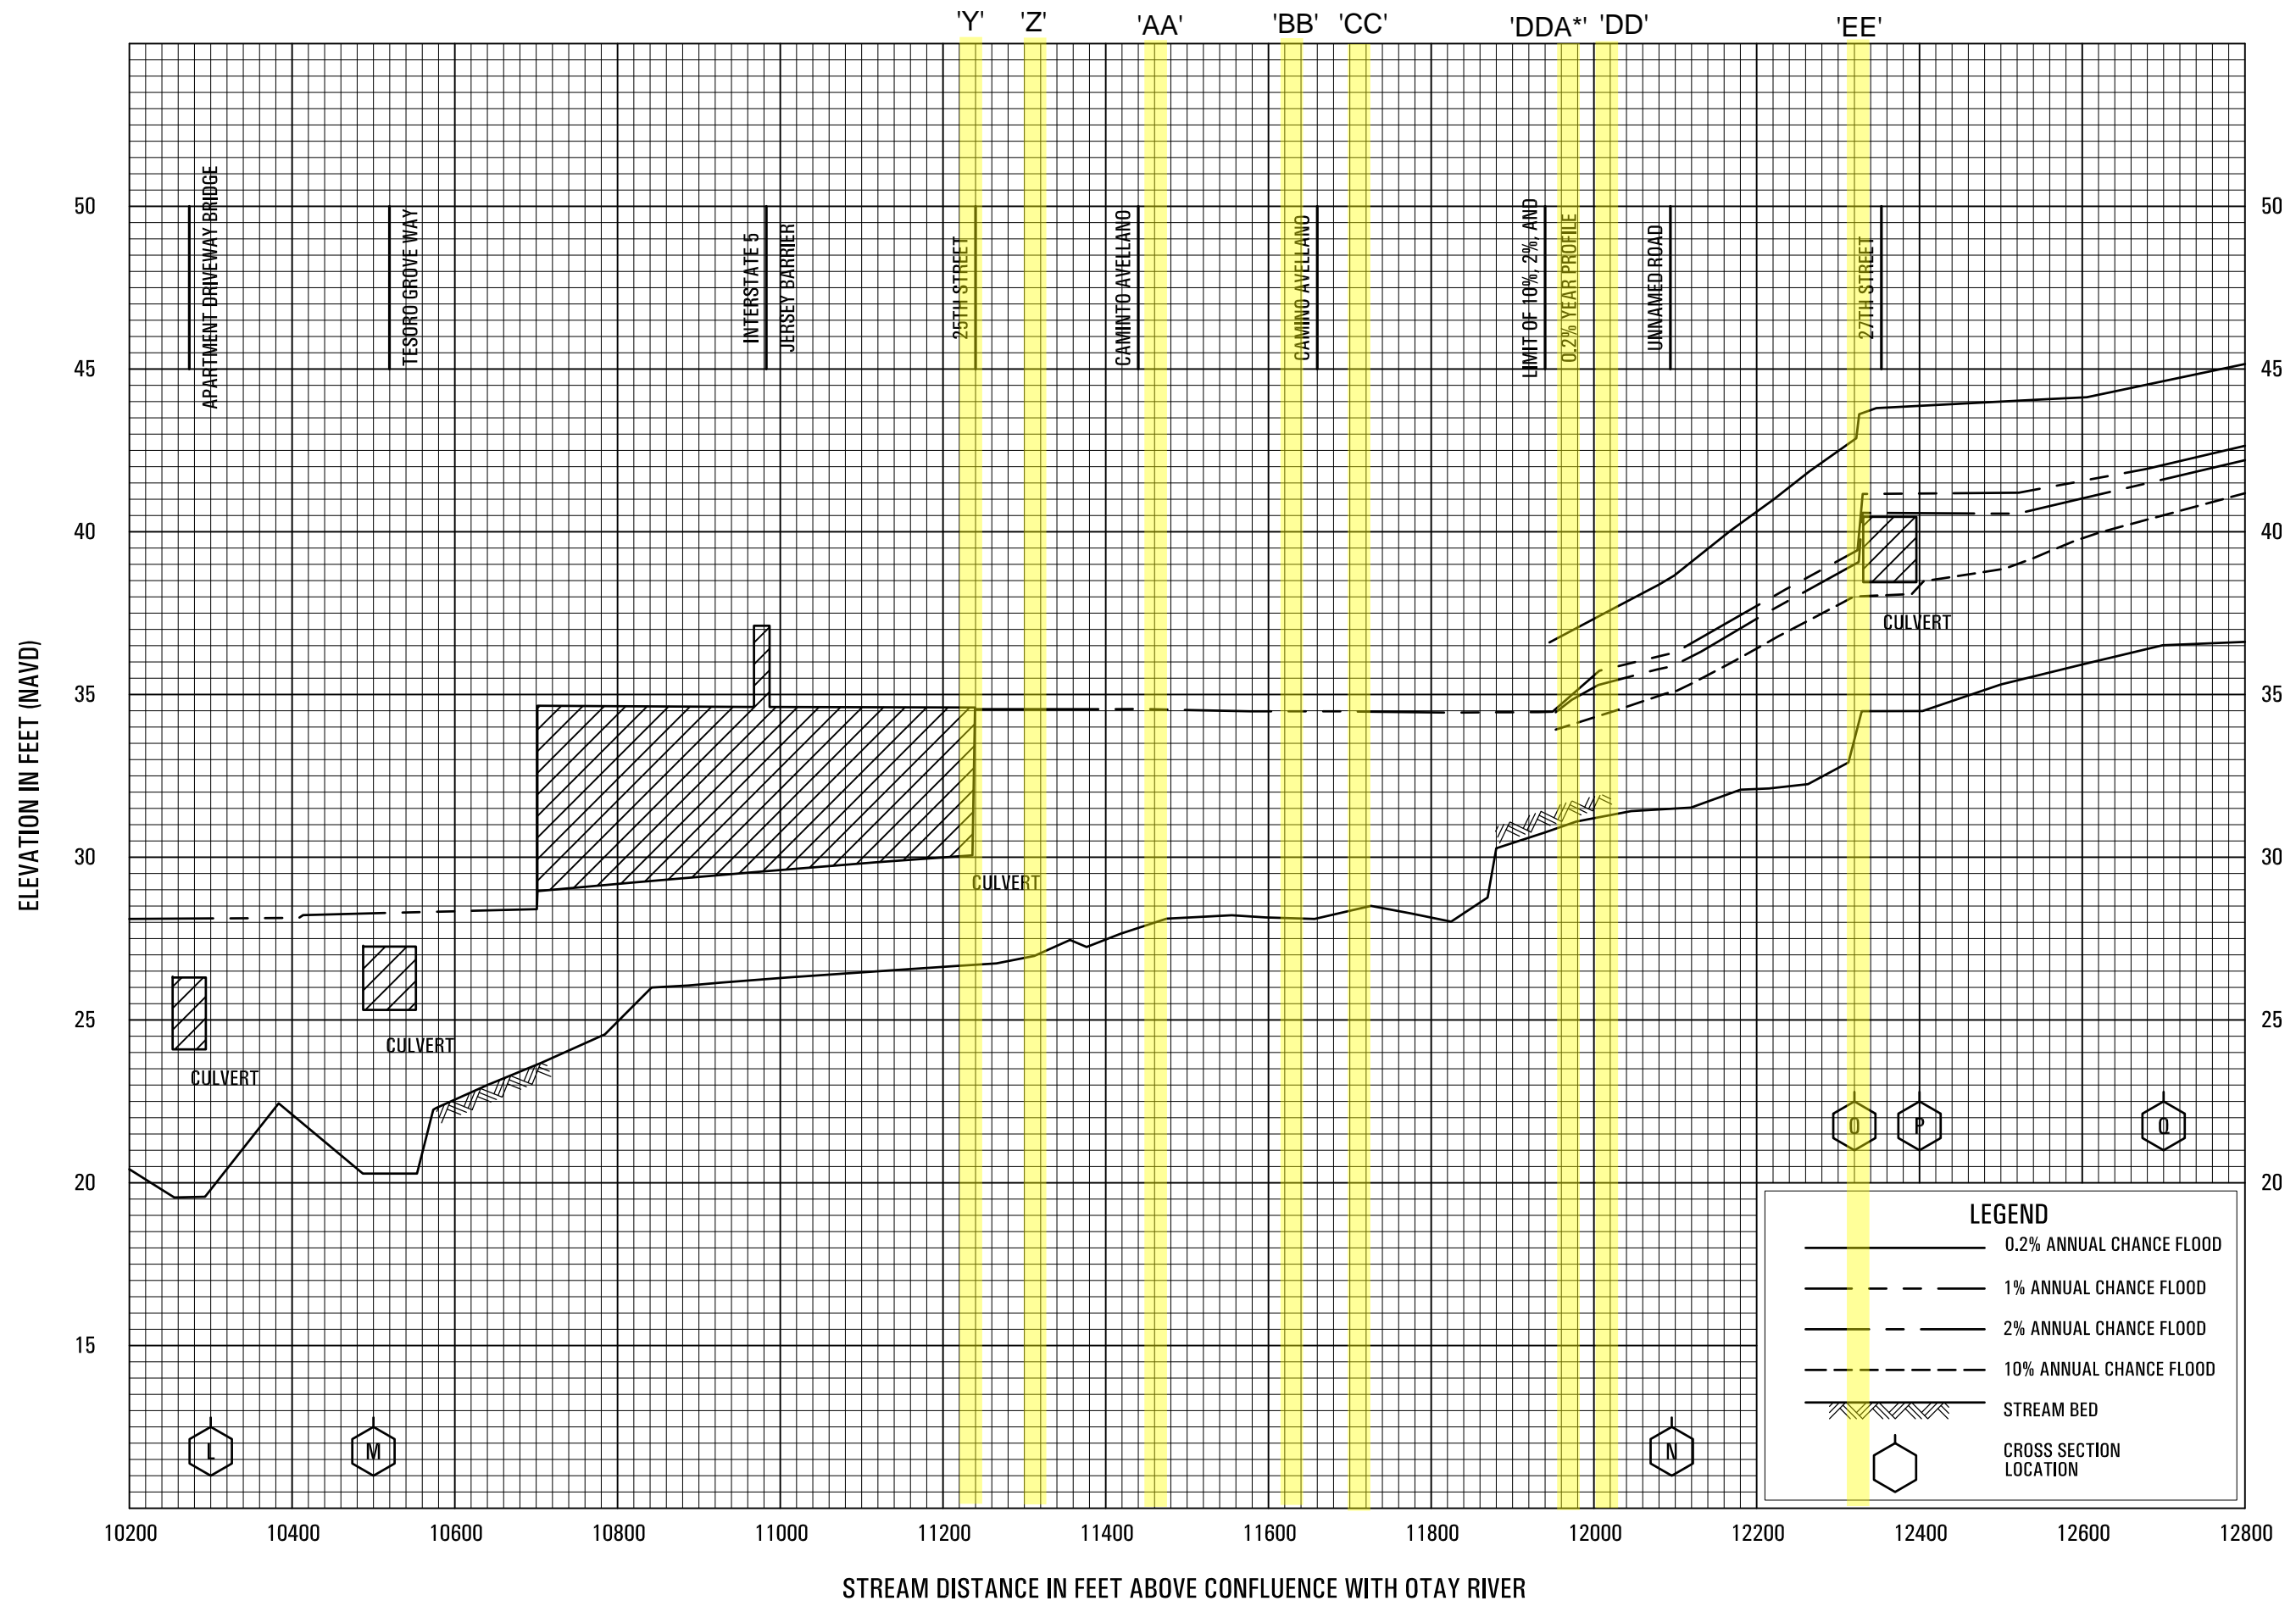 'Y' 'Z' 'AA' 'BB' 'CC' 'DDA*' 'DD' 'EE'
APARTMENT DRIVEWAY BRIDGE
TESORO GROVE WAY
INTERSTATE 5
JERSEY BARRIER
25TH STREET
CAMINTO AVELLANO
CAMINO AVELLANO
LIMIT OF 10%, 2%, AND
0.2% YEAR PROFILE
UNNAMED ROAD
27TH STREET
50 50
45 45
40 40
35 35
30 30
25 25
20 20
15
ELEVATION IN FEET (NAVD)
CULVERT
CULVERT
CULVERT
CULVERT
O P Q
L M N
LEGEND
0.2% ANNUAL CHANCE FLOOD
1% ANNUAL CHANCE FLOOD
2% ANNUAL CHANCE FLOOD
10% ANNUAL CHANCE FLOOD
STREAM BED
CROSS SECTION
LOCATION
10200 10400 10600 10800 11000 11200 11400 11600 11800 12000 12200 12400 12600 12800
STREAM DISTANCE IN FEET ABOVE CONFLUENCE WITH OTAY RIVER